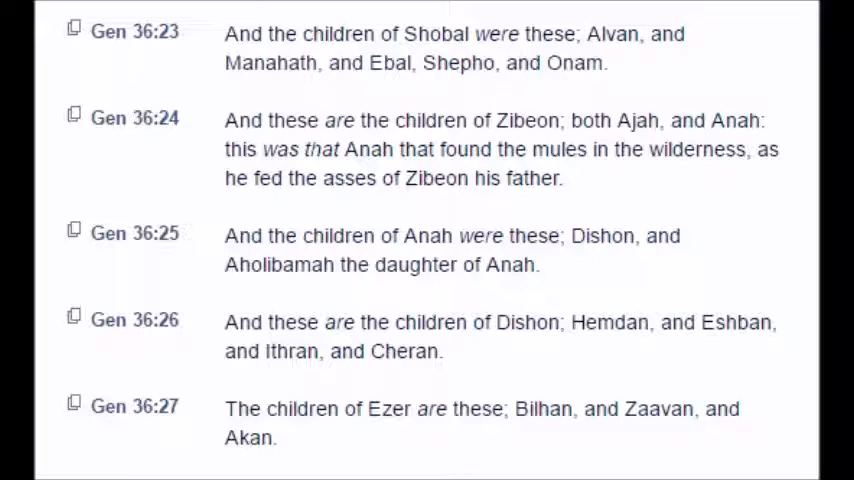 Gen 36:23 And the children of Shobal were these; Alvan, and
Manahath, and Ebal, Shepho, and Onam.
Gen 36:24 And these are the children of Zibeon; both Ajah, and Anah:
this was that Anah that found the mules in the wilderness, as
he fed the asses of Zibeon his father.
Gen 36:25 And the children of Anah were these; Dishon, and
Aholibamah the daughter of Anah.
Gen 36:26 And these are the children of Dishon; Hemdan, and Eshban,
and Ithran, and Cheran.
Gen 36:27 The children of Ezer are these; Bilhan, and Zaavan, and
Akan.